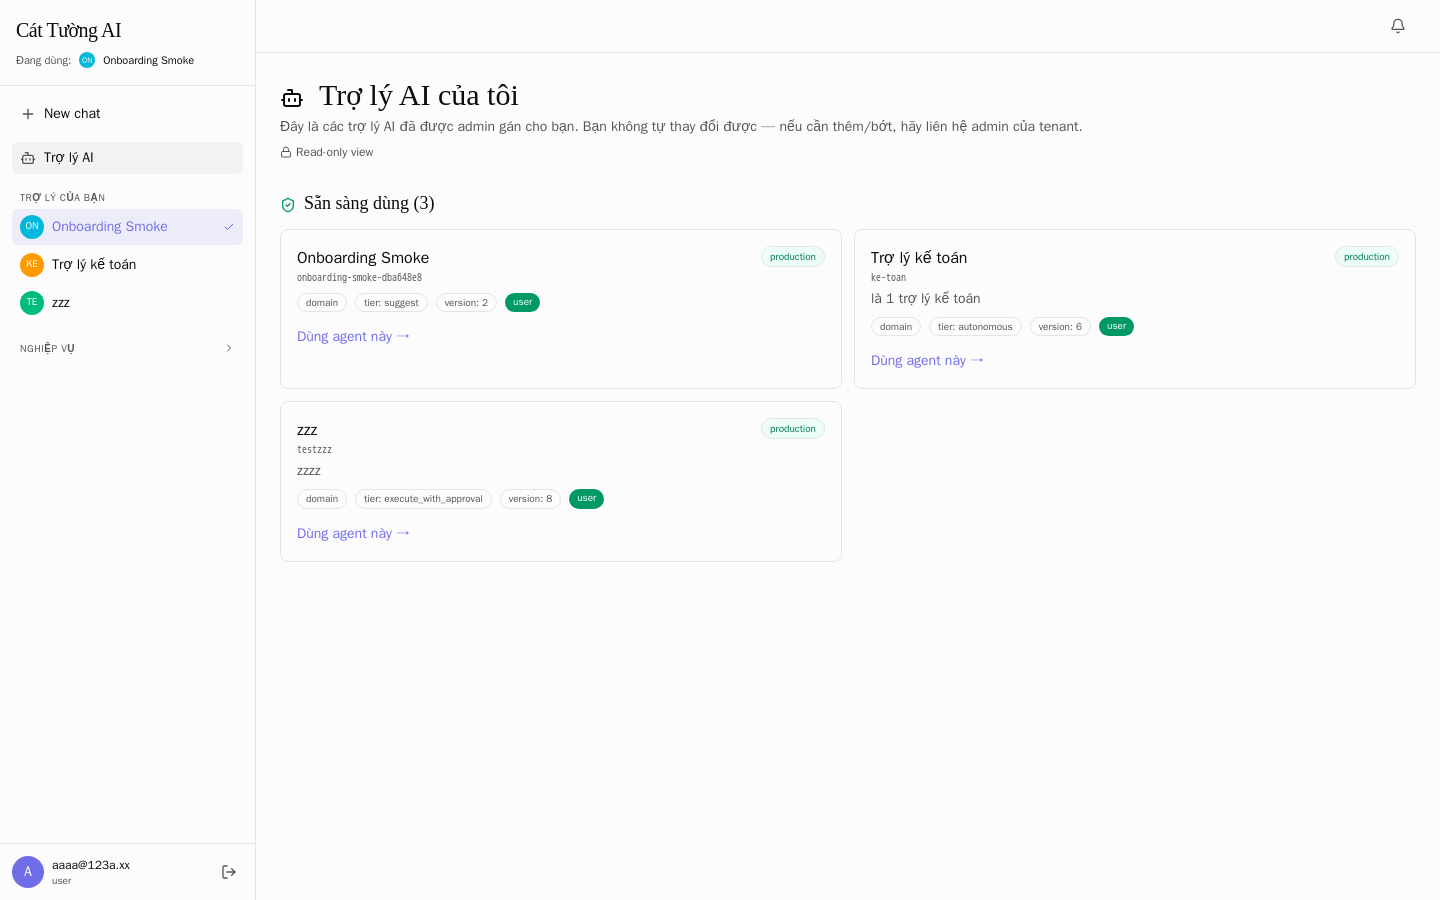 Cát Tường AI
Đang dùng: ON Onboarding Smoke
New chat
Trợ lý AI
TRỢ LÝ CỦA BẠN
ON Onboarding Smoke
KE Trợ lý kế toán
TE zzz
NGHIỆP VỤ
A aaaa@123a.xx
user
Trợ lý AI của tôi
Đây là các trợ lý AI đã được admin gán cho bạn. Bạn không tự thay đổi được — nếu cần thêm/bớt, hãy liên hệ admin của tenant.
Read-only view
Sẵn sàng dùng (3)
Onboarding Smoke production
onboarding-smoke-dba648e8
domain tier: suggest version: 2 user
Dùng agent này →
Trợ lý kế toán production
ke-toan
là 1 trợ lý kế toán
domain tier: autonomous version: 6 user
Dùng agent này →
zzz production
testzzz
zzzz
domain tier: execute_with_approval version: 8 user
Dùng agent này →